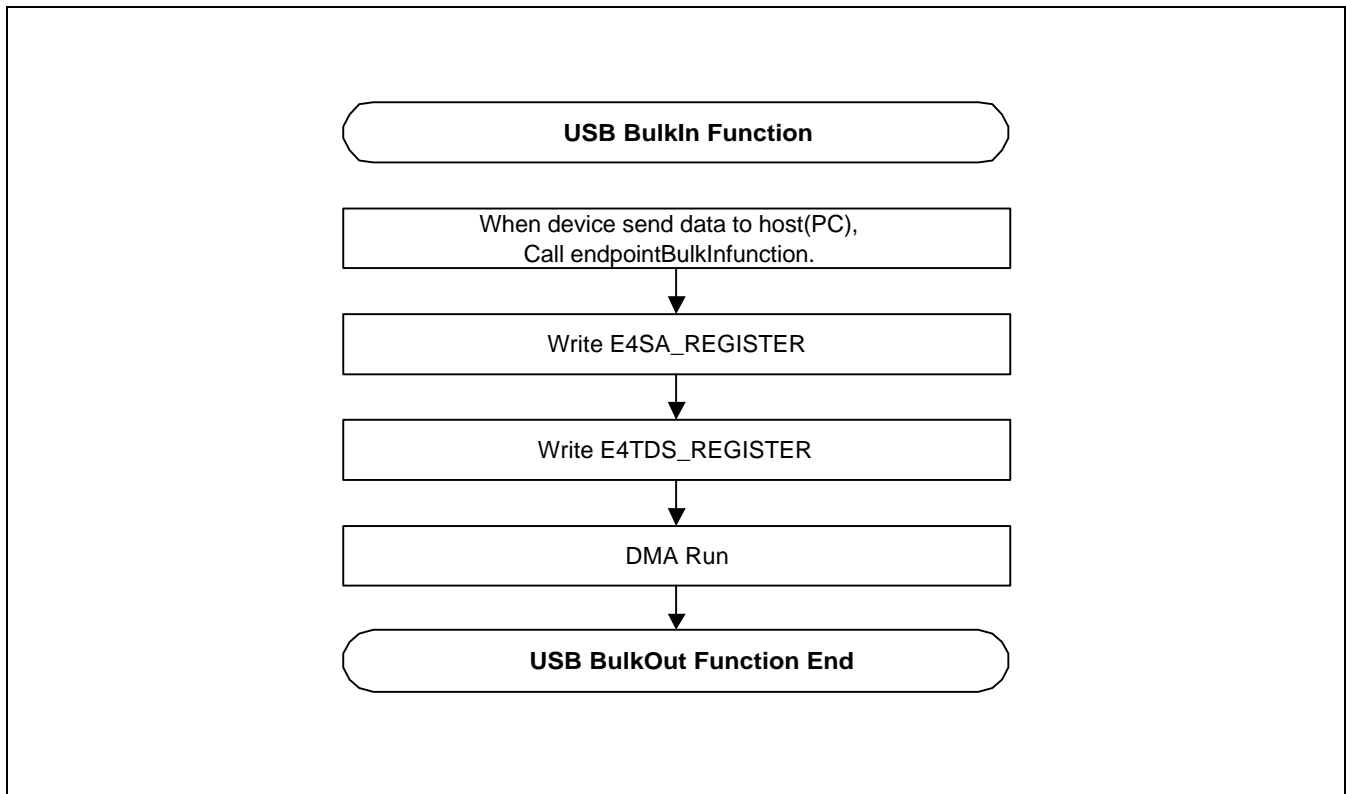 USB BulkIn Function
When device send data to host(PC),
Call endpointBulkInfunction.
Write E4SA_REGISTER
Write E4TDS_REGISTER
DMA Run
USB BulkOut Function End